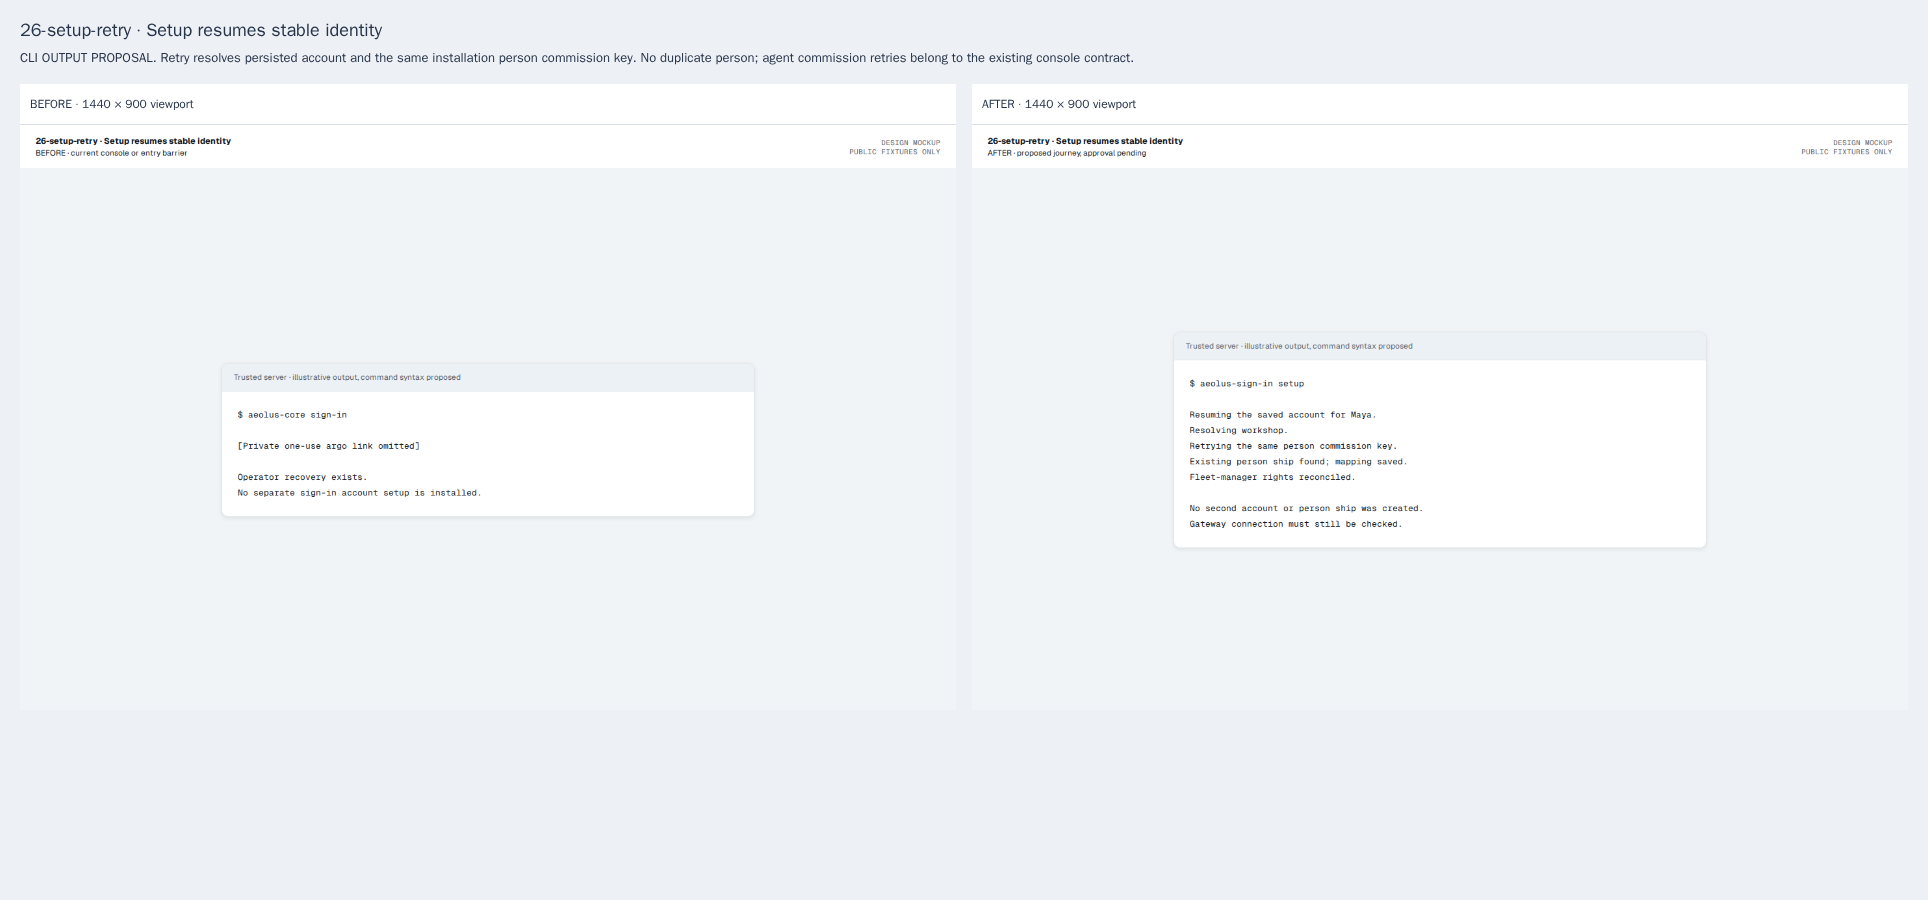 26-setup-retry · Setup resumes stable identity
CLI OUTPUT PROPOSAL. Retry resolves persisted account and the same installation person commission key. No duplicate person; agent commission retries belong to the existing console contract.
BEFORE · 1440 × 900 viewport
26-setup-retry · Setup resumes stable identity
BEFORE · current console or entry barrier
DESIGN MOCKUP
PUBLIC FIXTURES ONLY
Trusted server · illustrative output, command syntax proposed
$ aeolus-core sign-in
[Private one-use argo link omitted]
Operator recovery exists.
No separate sign-in account setup is installed.
AFTER · 1440 × 900 viewport
26-setup-retry · Setup resumes stable identity
AFTER · proposed journey, approval pending
DESIGN MOCKUP
PUBLIC FIXTURES ONLY
Trusted server · illustrative output, command syntax proposed
$ aeolus-sign-in setup
Resuming the saved account for Maya.
Resolving workshop.
Retrying the same person commission key.
Existing person ship found; mapping saved.
Fleet-manager rights reconciled.
No second account or person ship was created.
Gateway connection must still be checked.